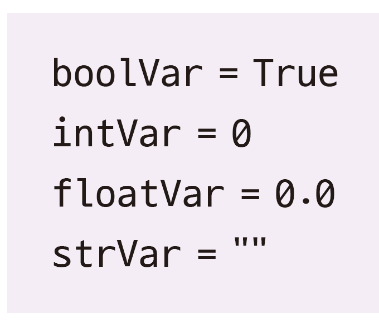 boolVar = True
intVar = 0
floatVar = 0.0
strVar = ""